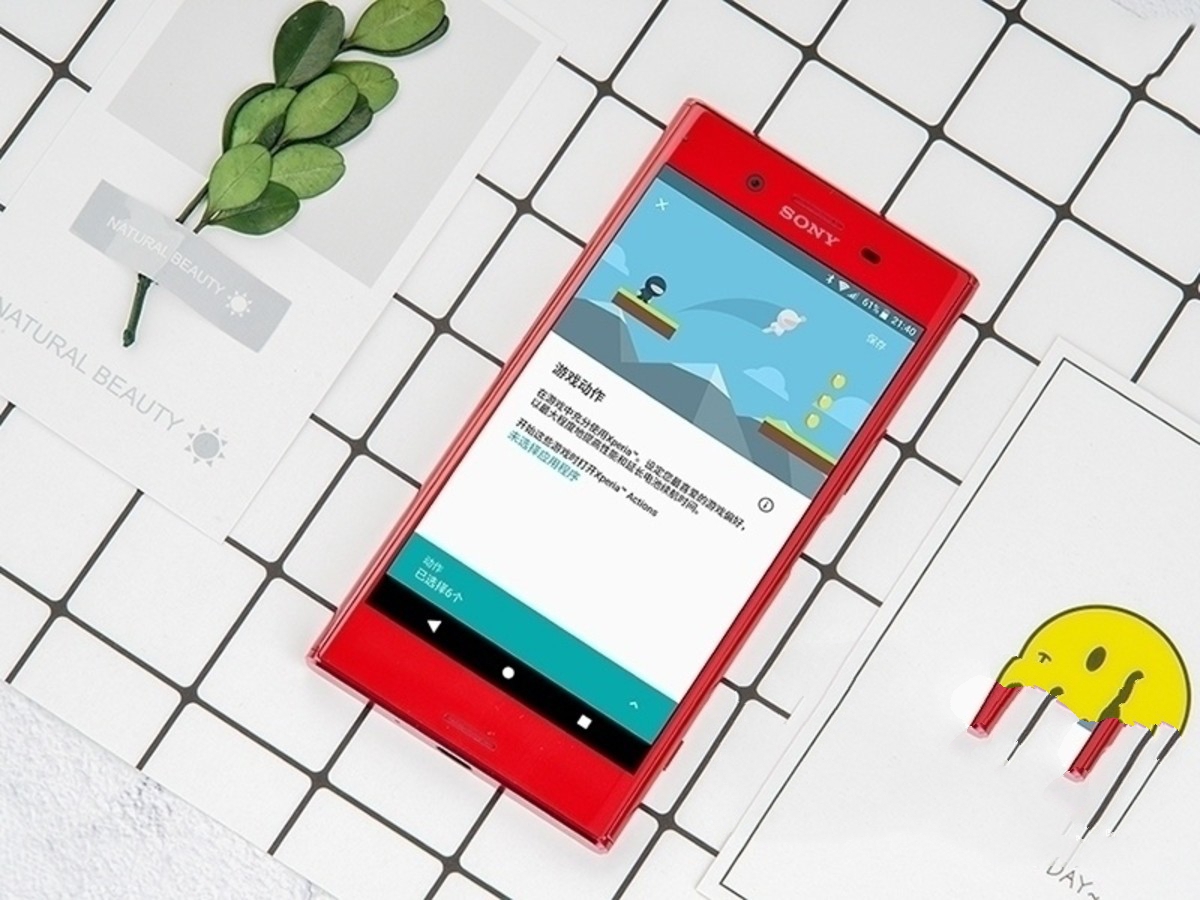 NATURAL BEAUTY
NATURAL BEAUTY
SONY
61% 21:40
保存
游戏动作
在游戏中充分使用Xperia™。设定您最喜爱的游戏偏好，
以最大程度地提高性能和延长电池续航时间。
开始这些游戏时打开Xperia™ Actions
未选择应用程序
动作
已选择6个
DAY~